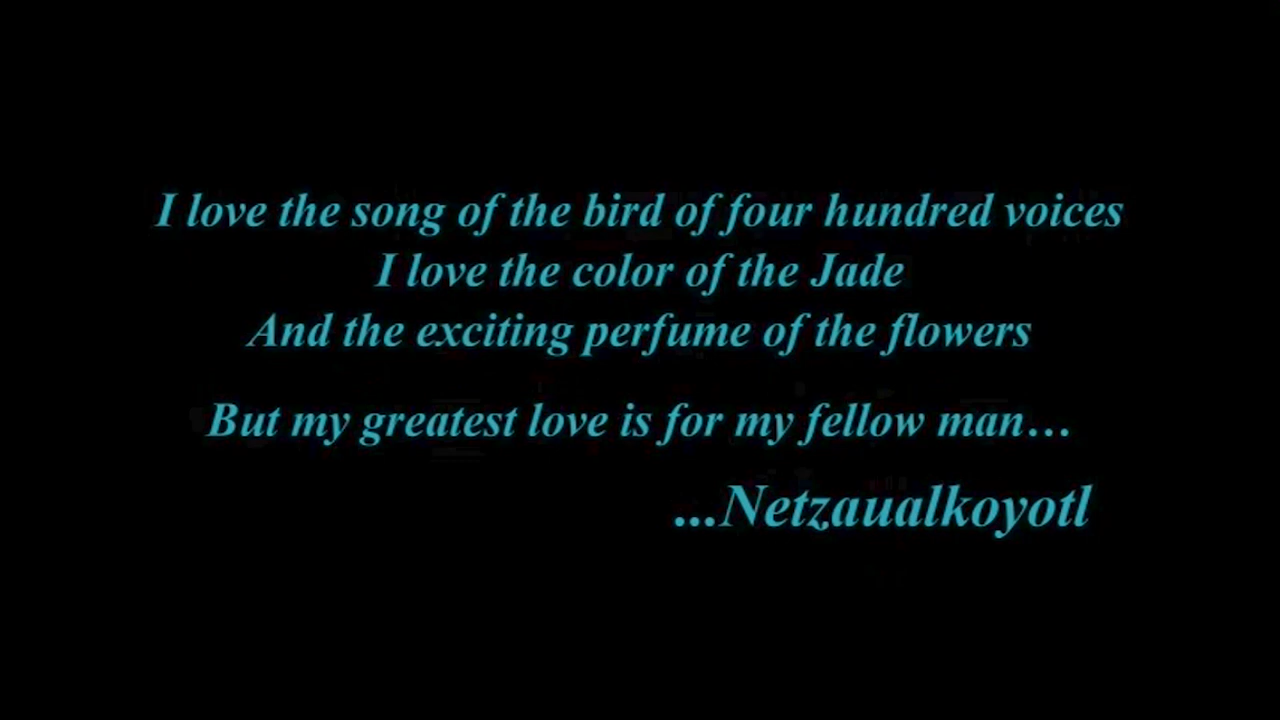 I love the song of the bird of four hundred voices
I love the color of the Jade
And the exciting perfume of the flowers
But my greatest love is for my fellow man…
...Netzaualkoyotl